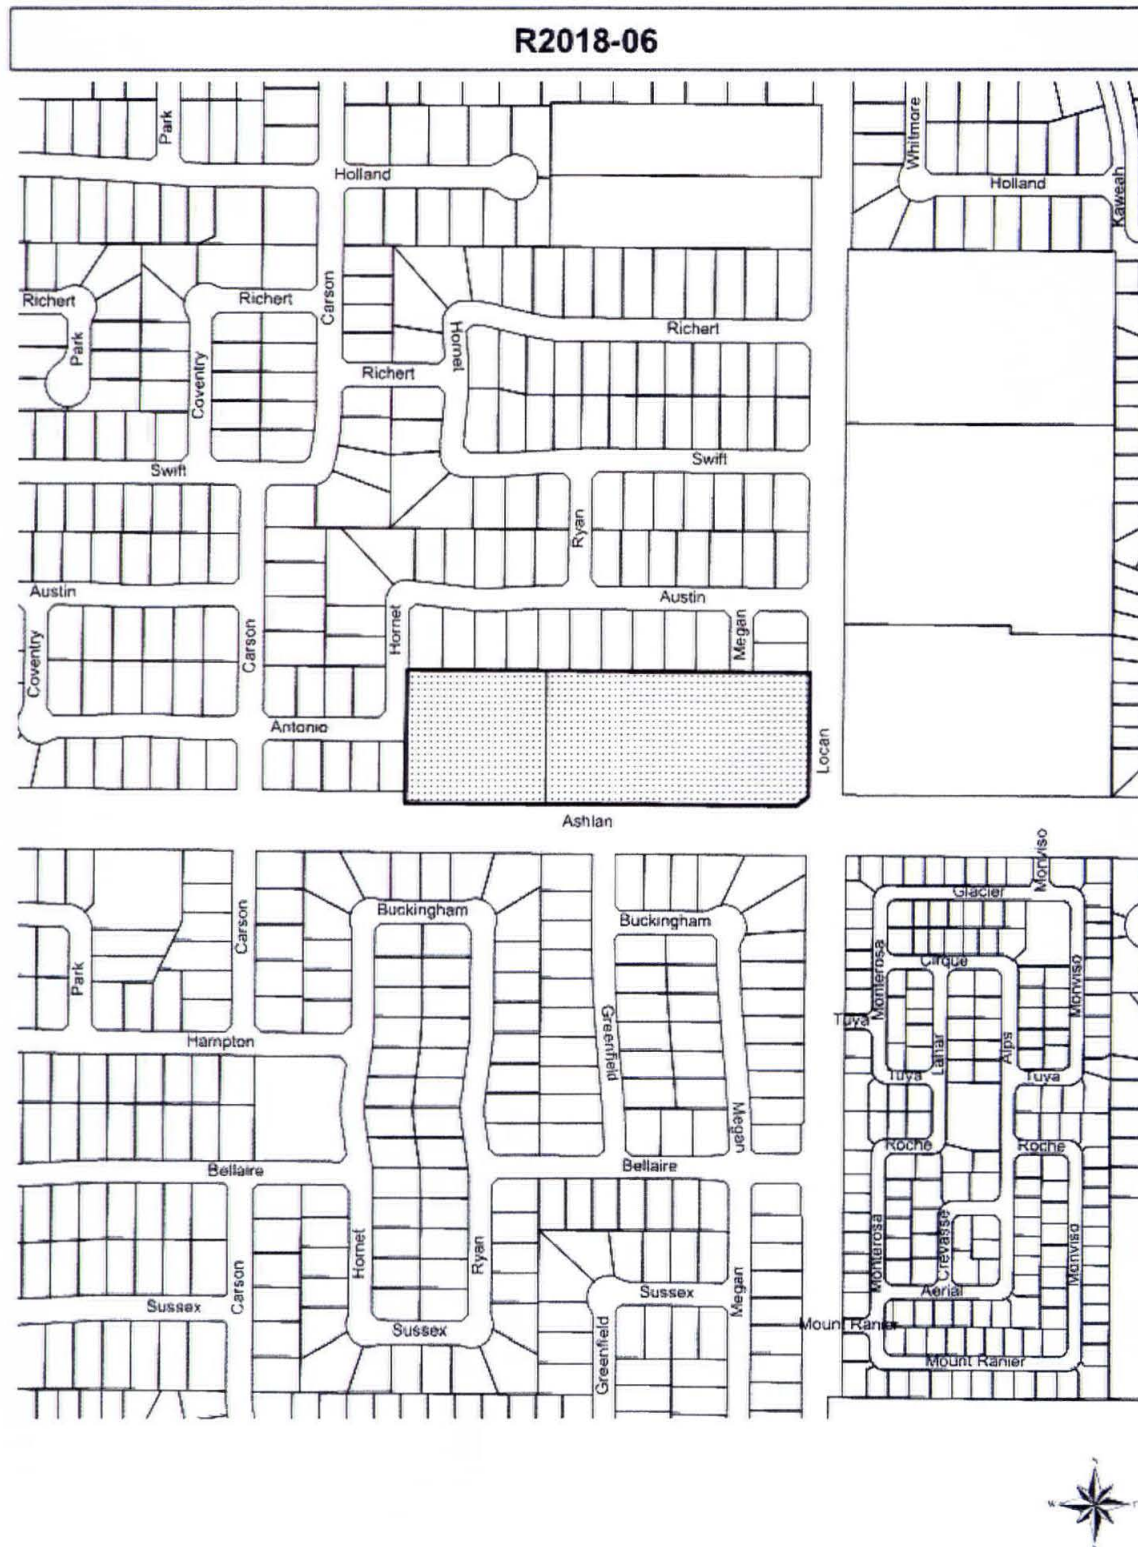 R2018-06
Park
Whitmore
Holland
Holland
Kaweah
Richert
Richert
Carson
Hornet
Richert
Park
Coventry
Richert
Swift
Swift
Ryan
Austin
Austin
Coventry
Carson
Hornet
Megan
Antonio
Locan
Ashlan
Monviso
Glacier
Buckingham
Carson
Buckingham
Park
Monterosa
Cirque
Monviso
Hampton
Greenfield
Tuya
Lahar
Alps
Tuya
Tuya
Megan
Roche
Roche
Bellaire
Bellaire
Hornet
Ryan
Monterosa
Crevasse
Monviso
Carson
Sussex
Sussex
Megan
Aerial
Sussex
Greenfield
Mount Ranier
Mount Ranier
W